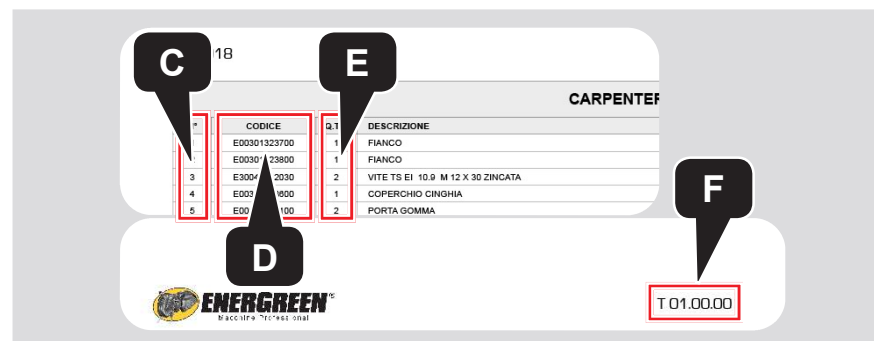 C
E
18
CARPENTER
CODICE Q.T DESCRIZIONE
E00301323700 1 FIANCO
1 FIANCO
3 2 VITE TS EI 10.9 M 12 X 30 ZINCATA
4 1 COPERCHIO CINGHIA
5 2 PORTA GOMMA
F
D
ENERGREEN®
Macchine Professional
T 01.00.00